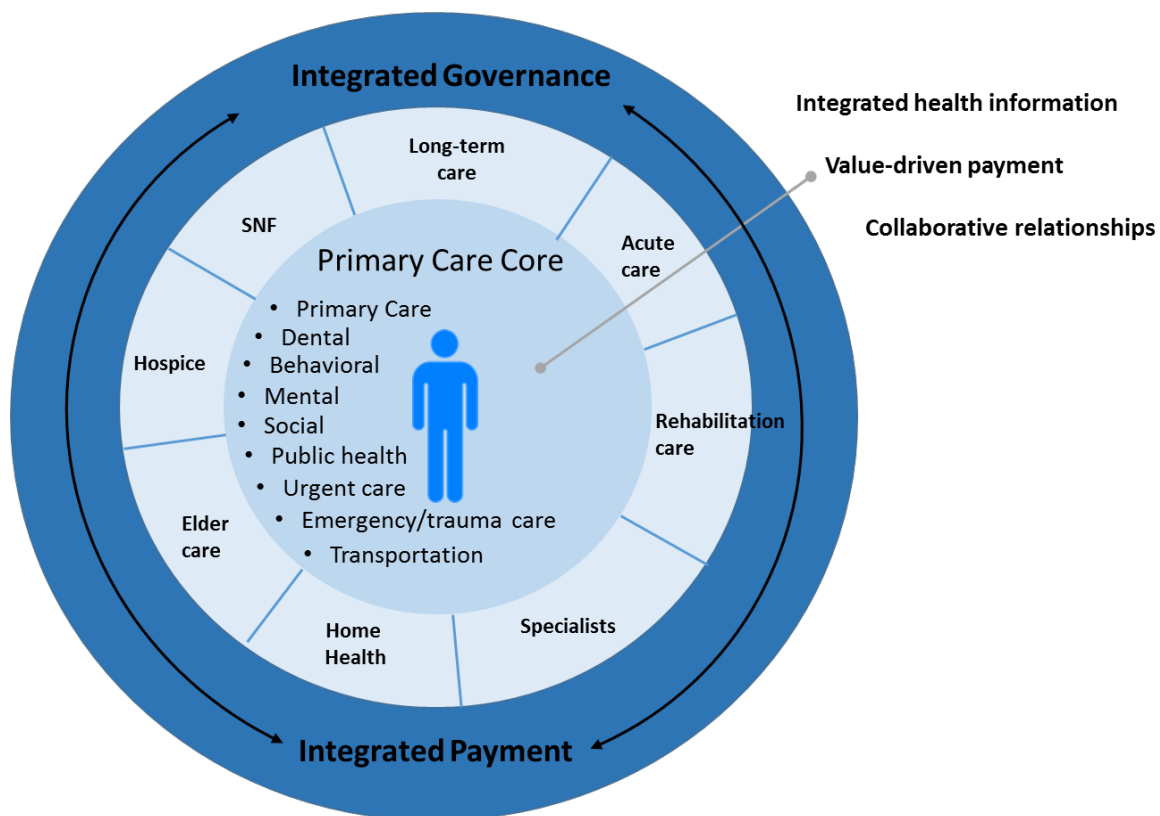 Integrated Governance
Integrated health information
Value-driven payment
Collaborative relationships
Long-term
care
SNF
Acute
care
Primary Care Core
• Primary Care
• Dental
• Behavioral
• Mental
• Social
• Public health
• Urgent care
• Emergency/trauma care
• Transportation
Hospice
Rehabilitation
care
Elder
care
Home
Health
Specialists
Integrated Payment